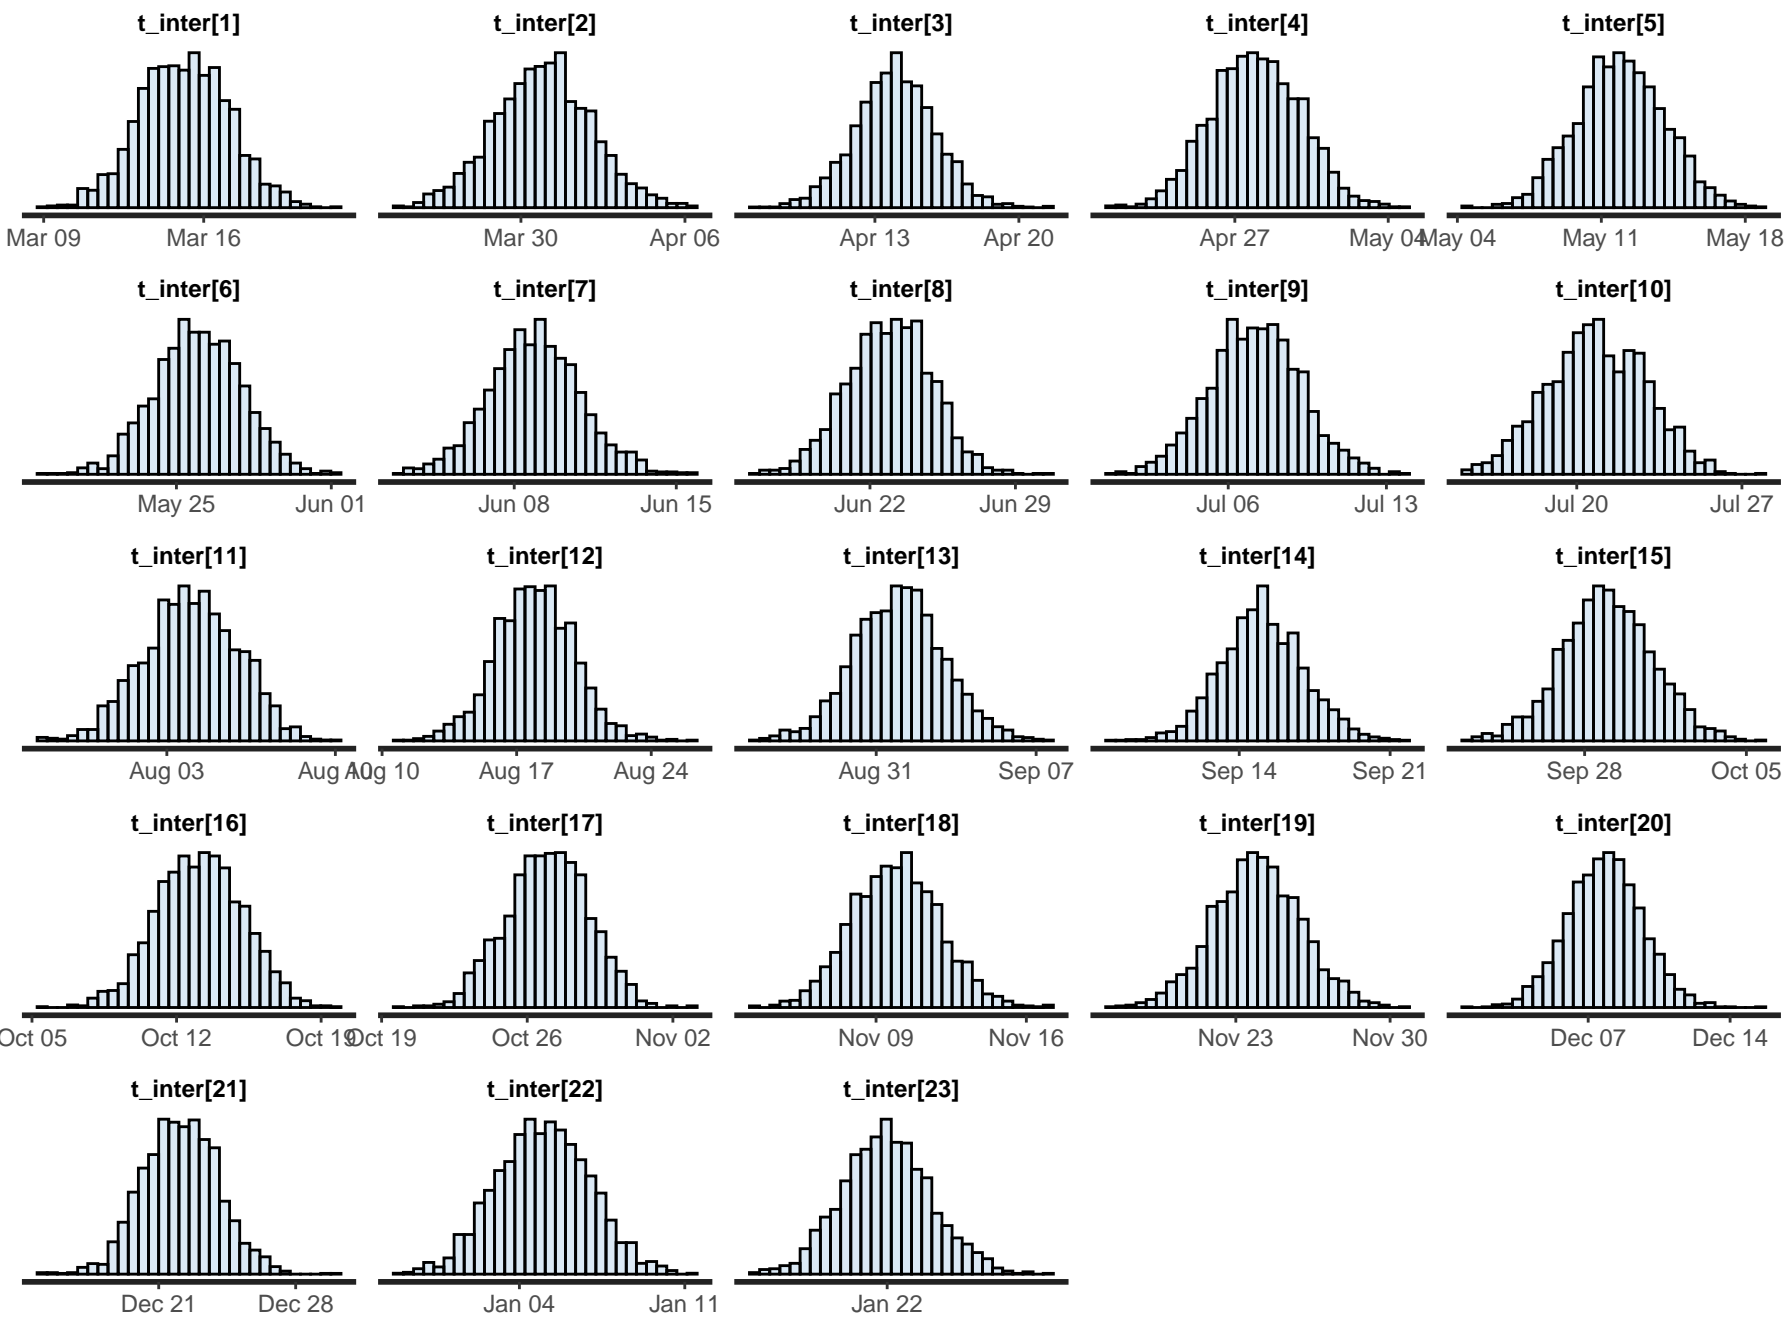 t_inter[1] t_inter[2] t_inter[3] t_inter[4] t_inter[5]
Mar 09 Mar 16 Mar 30 Apr 06 Apr 13 Apr 20 Apr 27 May 04 May 04 May 11 May 18
t_inter[6] t_inter[7] t_inter[8] t_inter[9] t_inter[10]
May 25 Jun 01 Jun 08 Jun 15 Jun 22 Jun 29 Jul 06 Jul 13 Jul 20 Jul 27
t_inter[11] t_inter[12] t_inter[13] t_inter[14] t_inter[15]
Aug 03 Aug 10 Aug 10 Aug 17 Aug 24 Aug 31 Sep 07 Sep 14 Sep 21 Sep 28 Oct 05
t_inter[16] t_inter[17] t_inter[18] t_inter[19] t_inter[20]
Oct 05 Oct 12 Oct 19 Oct 19 Oct 26 Nov 02 Nov 09 Nov 16 Nov 23 Nov 30 Dec 07 Dec 14
t_inter[21] t_inter[22] t_inter[23]
Dec 21 Dec 28 Jan 04 Jan 11 Jan 22